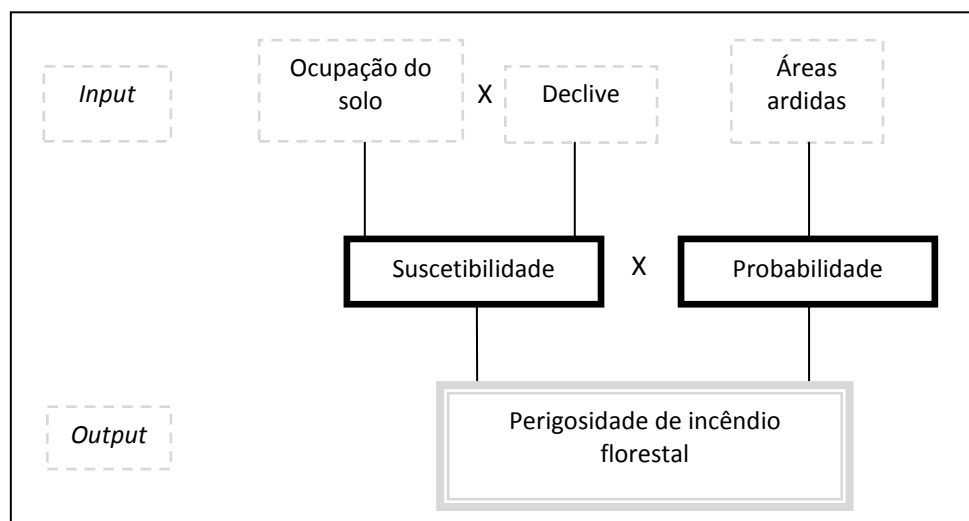 Input
Ocupação do
solo
X
Declive
Áreas
ardidas
Suscetibilidade
X
Probabilidade
Output
Perigosidade de incêndio
florestal